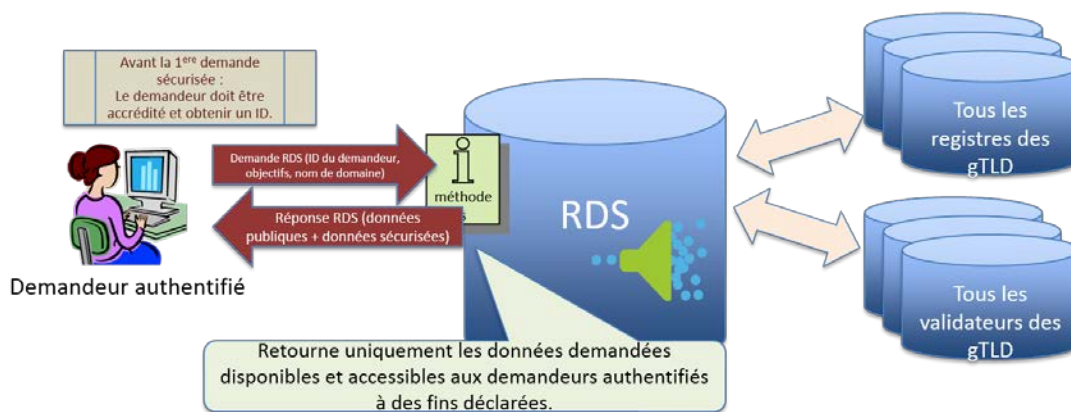 Avant la 1ere demande
sécurisée :
Le demandeur doit être
accrédité et obtenir un ID.
Demande RDS (ID du demandeur,
objectifs, nom de domaine)
méthode
s
Réponse RDS (données
publiques + données sécurisées)
Demandeur authentifié
RDS
Tous les
registres des
gTLD
Tous les
validateurs des
gTLD
Retourne uniquement les données demandées
disponibles et accessibles aux demandeurs authentifiés
à des fins déclarées.